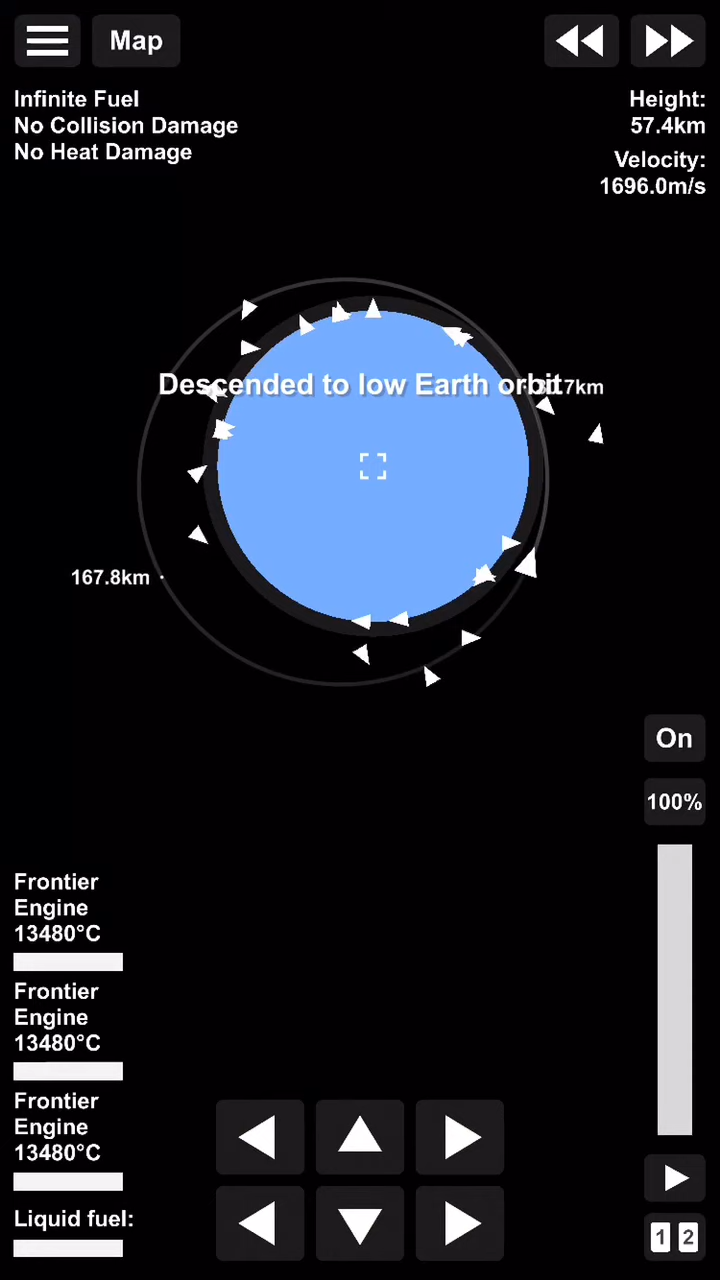 Map
Infinite Fuel
No Collision Damage
No Heat Damage
Height:
57.4km
Velocity:
1696.0m/s
Descended to low Earth orbit
167.8km
On
100%
Frontier
Engine
13480°C
Frontier
Engine
13480°C
Frontier
Engine
13480°C
Liquid fuel:
1 2